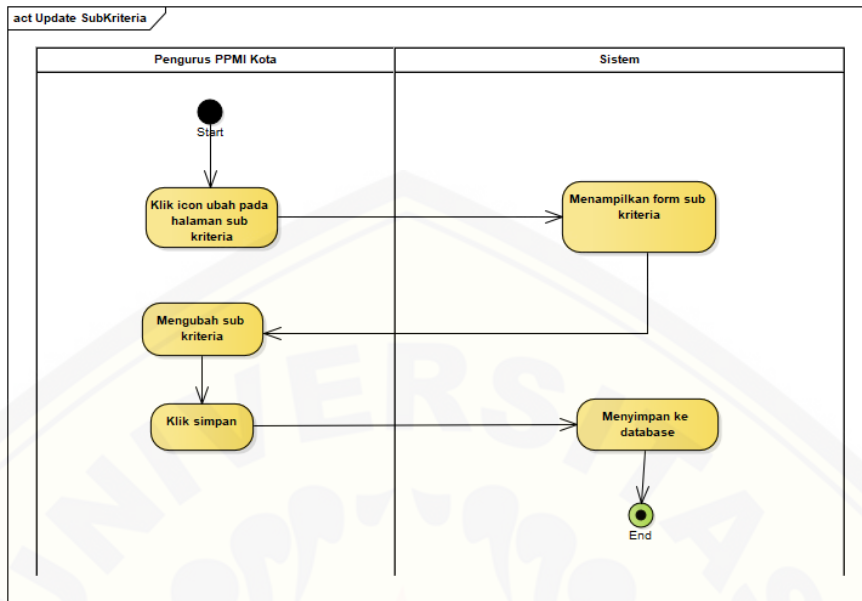 act Update SubKriteria
Pengurus PPMI Kota
Sistem
Start
Klik icon ubah pada
halaman sub
kriteria
Menampilkan form sub
kriteria
Mengubah sub
kriteria
Klik simpan
Menyimpan ke
database
End
UNIVERSITAS